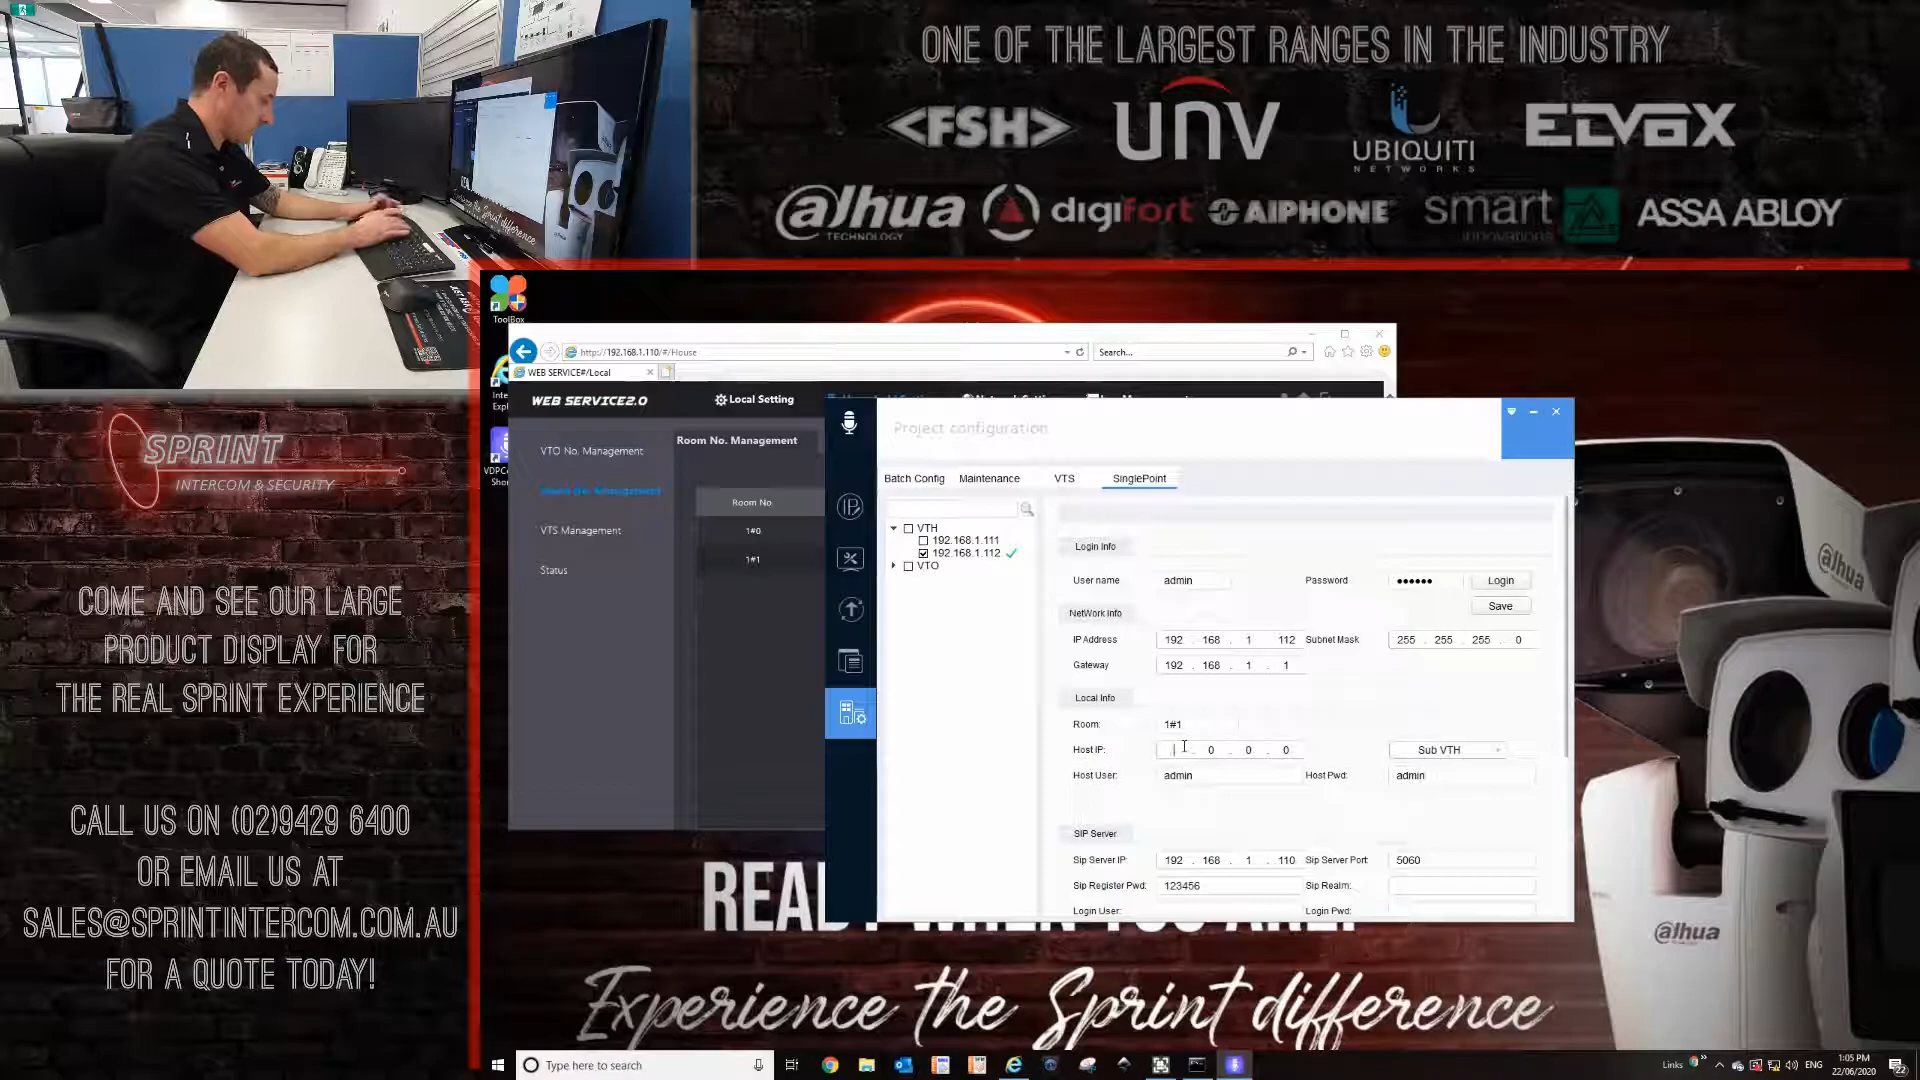 ONE OF THE LARGEST RANGES IN THE INDUSTRY
<FSH>
UNV
UBIQUITI
NETWORKS
ELVOX
alhua
TECHNOLOGY
digifort
AIPHONE
smart
innovations
ASSA ABLOY
SPRINT
INTERCOM & SECURITY
COME AND SEE OUR LARGE
PRODUCT DISPLAY FOR
THE REAL SPRINT EXPERIENCE
CALL US ON (02)9429 6400
OR EMAIL US AT
SALES@SPRINTINTERCOM.COM.AU
FOR A QUOTE TODAY!
ToolBox
http://192.168.1.110/#/House
Search...
WEB SERVICE#/Local
WEB SERVICE2.0
Local Setting
VTO No. Management
Room No. Management
VTS Management
Status
Room No. Management
Room No.
1#0
1#1
Project configuration
Batch Config
Maintenance
VTS
SinglePoint
VTH
192.168.1.111
192.168.1.112
VTO
Login Info
User name
admin
Password
••••••
Login
Save
NetWork Info
IP Address
192 . 168 . 1 . 112
Subnet Mask
255 . 255 . 255 . 0
Gateway
192 . 168 . 1 . 1
Local Info
Room:
1#1
Host IP:
. 0 . 0 . 0
Sub VTH
Host User:
admin
Host Pwd:
admin
SIP Server
Sip Server IP:
192 . 168 . 1 . 110
Sip Server Port:
5060
Sip Register Pwd:
123456
Sip Realm:
Login User:
Login Pwd:
Experience the Sprint difference
alhua
alhua
Type here to search
Links
ENG
1:05 PM
22/06/2020
22